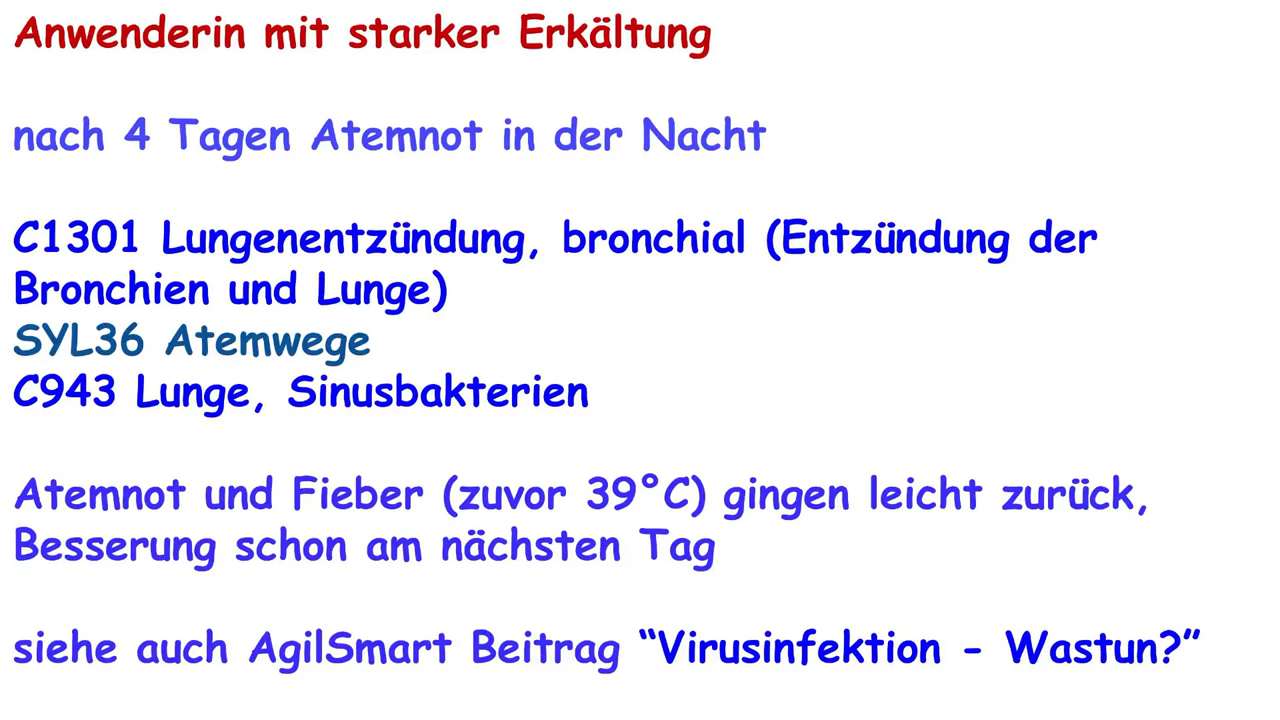 Anwenderin mit starker Erkältung
nach 4 Tagen Atemnot in der Nacht
C1301 Lungenentzündung, bronchial (Entzündung der
Bronchien und Lunge)
SYL36 Atemwege
C943 Lunge, Sinusbakterien
Atemnot und Fieber (zuvor 39°C) gingen leicht zurück,
Besserung schon am nächsten Tag
siehe auch AgilSmart Beitrag “Virusinfektion - Wastun?”